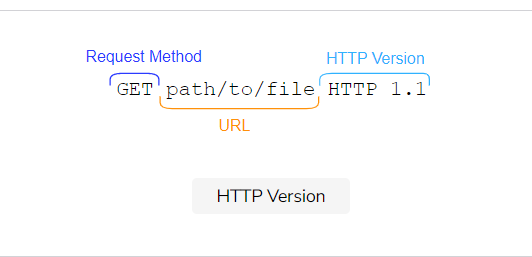 Request Method HTTP Version
GET path/to/file HTTP 1.1
URL
HTTP Version